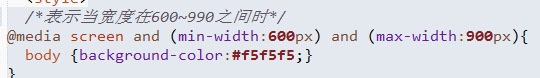 <style>
/*表示当宽度在600~990之间时*/
@media screen and (min-width:600px) and (max-width:900px){
body {background-color:#f5f5f5;}
}